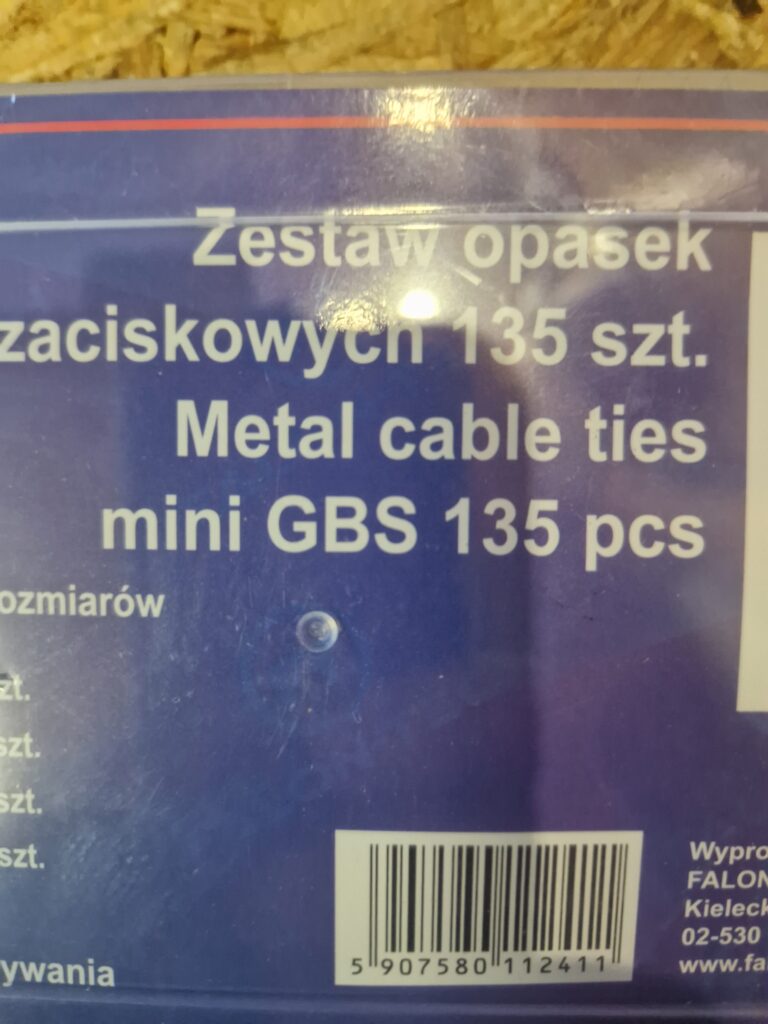 Zestaw opasek
zaciskowych 135 szt.
Metal cable ties
mini GBS 135 pcs
ozmiarów
zt.
szt.
szt.
szt.
ywania
5 907580 112411
Wypro
FALON
Kieleck
02-530
www.fal